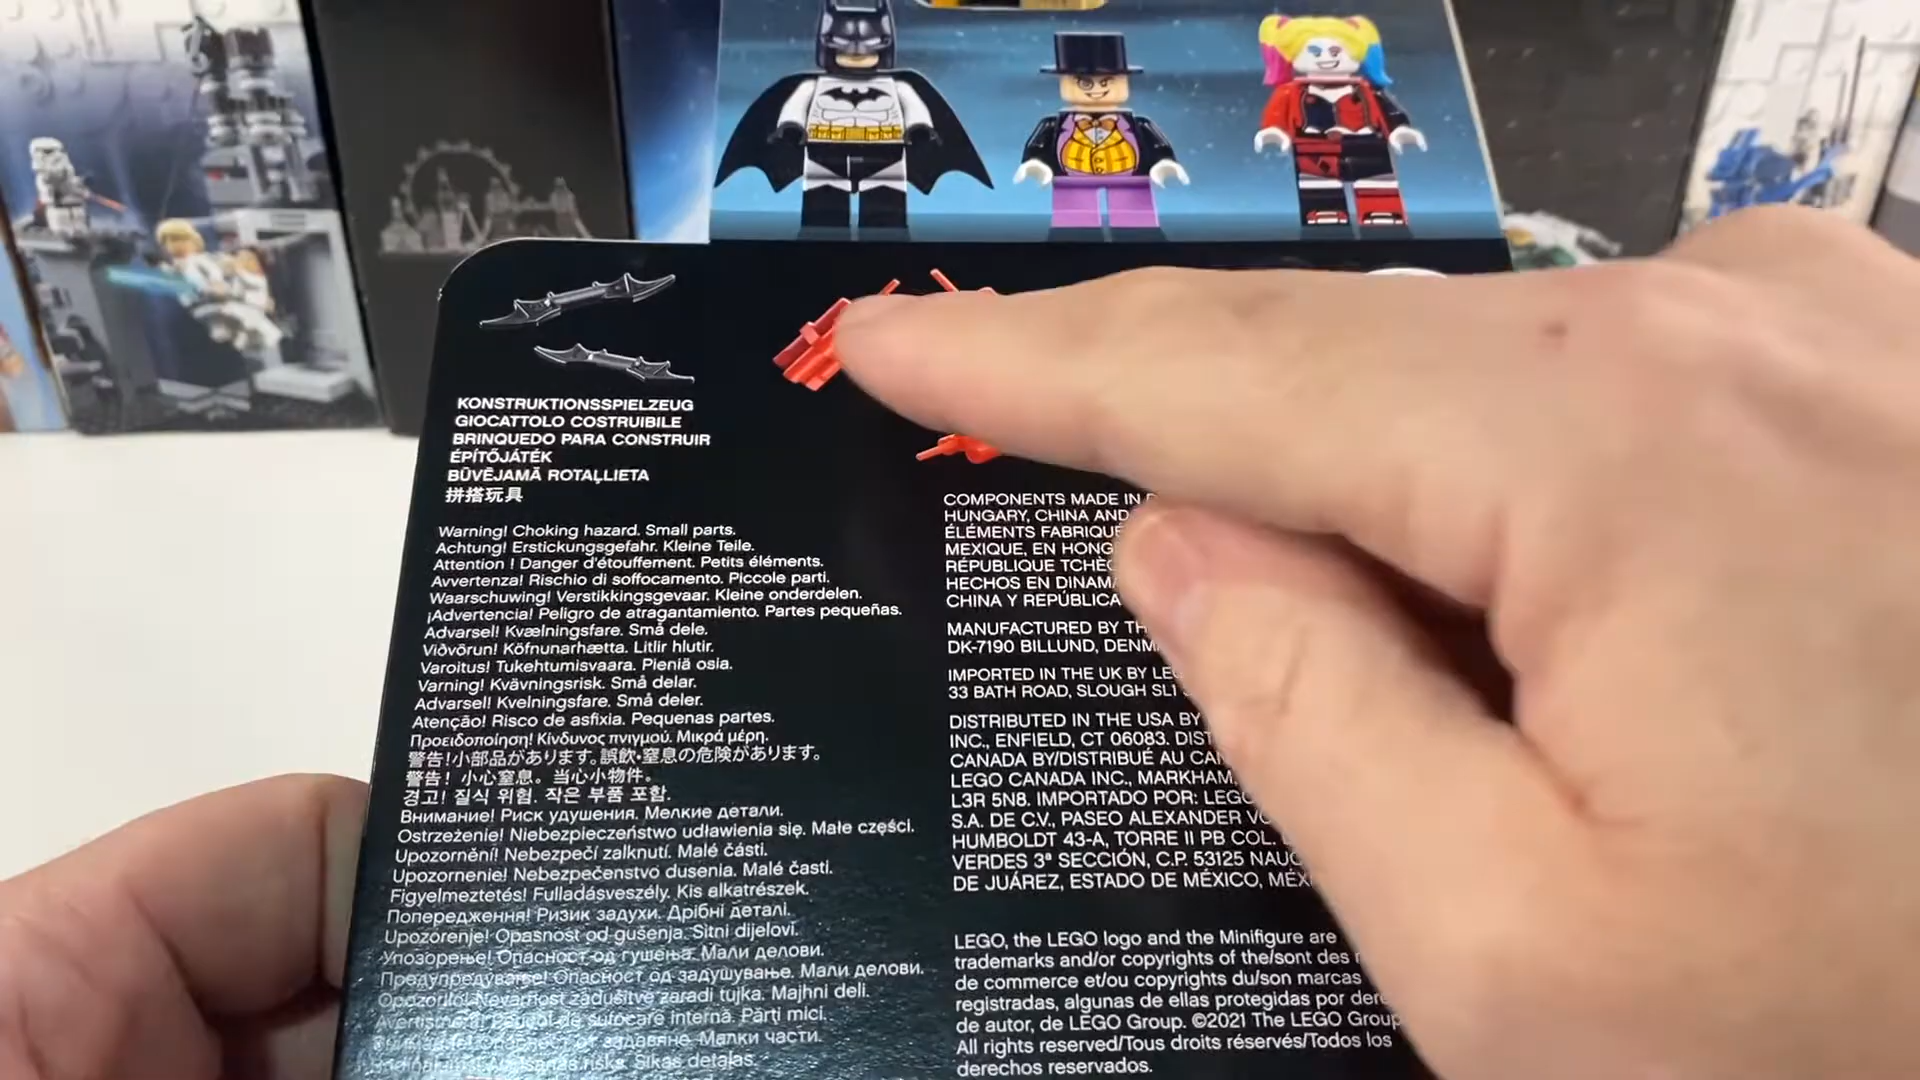 KONSTRUKTIONSSPIELZEUG
GIOCATTOLO COSTRUIBILE
BRINQUEDO PARA CONSTRUIR
ÉPÍTŐJÁTÉK
BŪVĒJAMĀ ROTAĻLIETA
拼搭玩具
Warning! Choking hazard. Small parts.
Achtung! Erstickungsgefahr. Kleine Teile.
Attention ! Danger d'étouffement. Petits éléments.
Avvertenza! Rischio di soffocamento. Piccole parti.
Waarschuwing! Verstikkingsgevaar. Kleine onderdelen.
¡Advertencia! Peligro de atragantamiento. Partes pequeñas.
Advarsel! Kvælningsfare. Små dele.
Viðvörun! Köfnunarhætta. Litlir hlutir.
Varoitus! Tukehtumisvaara. Pieniä osia.
Varning! Kvävningsrisk. Små delar.
Advarsel! Kvelningsfare. Små deler.
Atenção! Risco de asfixia. Pequenas partes.
Προειδοποίηση! Κίνδυνος πνιγμού. Μικρά μέρη.
警告!小部品があります。誤飲・窒息の危険があります。
警告! 小心窒息。当心小物件。
경고! 질식 위험. 작은 부품 포함.
Внимание! Риск удушения. Мелкие детали.
Ostrzeżenie! Niebezpieczeństwo udławienia się. Małe części.
Upozornění! Nebezpečí zalknutí. Malé části.
Upozornenie! Nebezpečenstvo dusenia. Malé časti.
Figyelmeztetés! Fulladásveszély. Kis alkatrészek.
Попередження! Ризик задухи. Дрібні деталі.
Upozorenje! Opasnost od gušenja. Sitni dijelovi.
Упозорење! Опасност од гушења. Мали делови.
Предупредување! Опасност од задушување. Мали делови.
Opozorilo! Nevarnost zadušitve zaradi tujka. Majhni deli.
de sufocare internă. Părți mici.
Опасност от задавяне. Малки части.
risks. Sīkas detaļas.
COMPONENTS MADE IN
HUNGARY, CHINA AND
ÉLÉMENTS FABRIQUÉ
MEXIQUE, EN HONG
RÉPUBLIQUE TCHÈ
HECHOS EN DINAM
CHINA Y REPÚBLICA
MANUFACTURED BY TH
DK-7190 BILLUND, DENM
IMPORTED IN THE UK BY LEG
33 BATH ROAD, SLOUGH SL1
DISTRIBUTED IN THE USA BY
INC., ENFIELD, CT 06083. DIST
CANADA BY/DISTRIBUÉ AU CAN
LEGO CANADA INC., MARKHAM,
L3R 5N8. IMPORTADO POR: LEGO
S.A. DE C.V., PASEO ALEXANDER VO
HUMBOLDT 43-A, TORRE II PB COL.
VERDES 3ª SECCIÓN, C.P. 53125 NAUC
DE JUÁREZ, ESTADO DE MÉXICO, MÉXI
LEGO, the LEGO logo and the Minifigure are
trademarks and/or copyrights of the/sont des
de commerce et/ou copyrights du/son marcas
registradas, algunas de ellas protegidas por dere
de autor, de LEGO Group. ©2021 The LEGO Group
All rights reserved/Tous droits réservés/Todos los
derechos reservados.